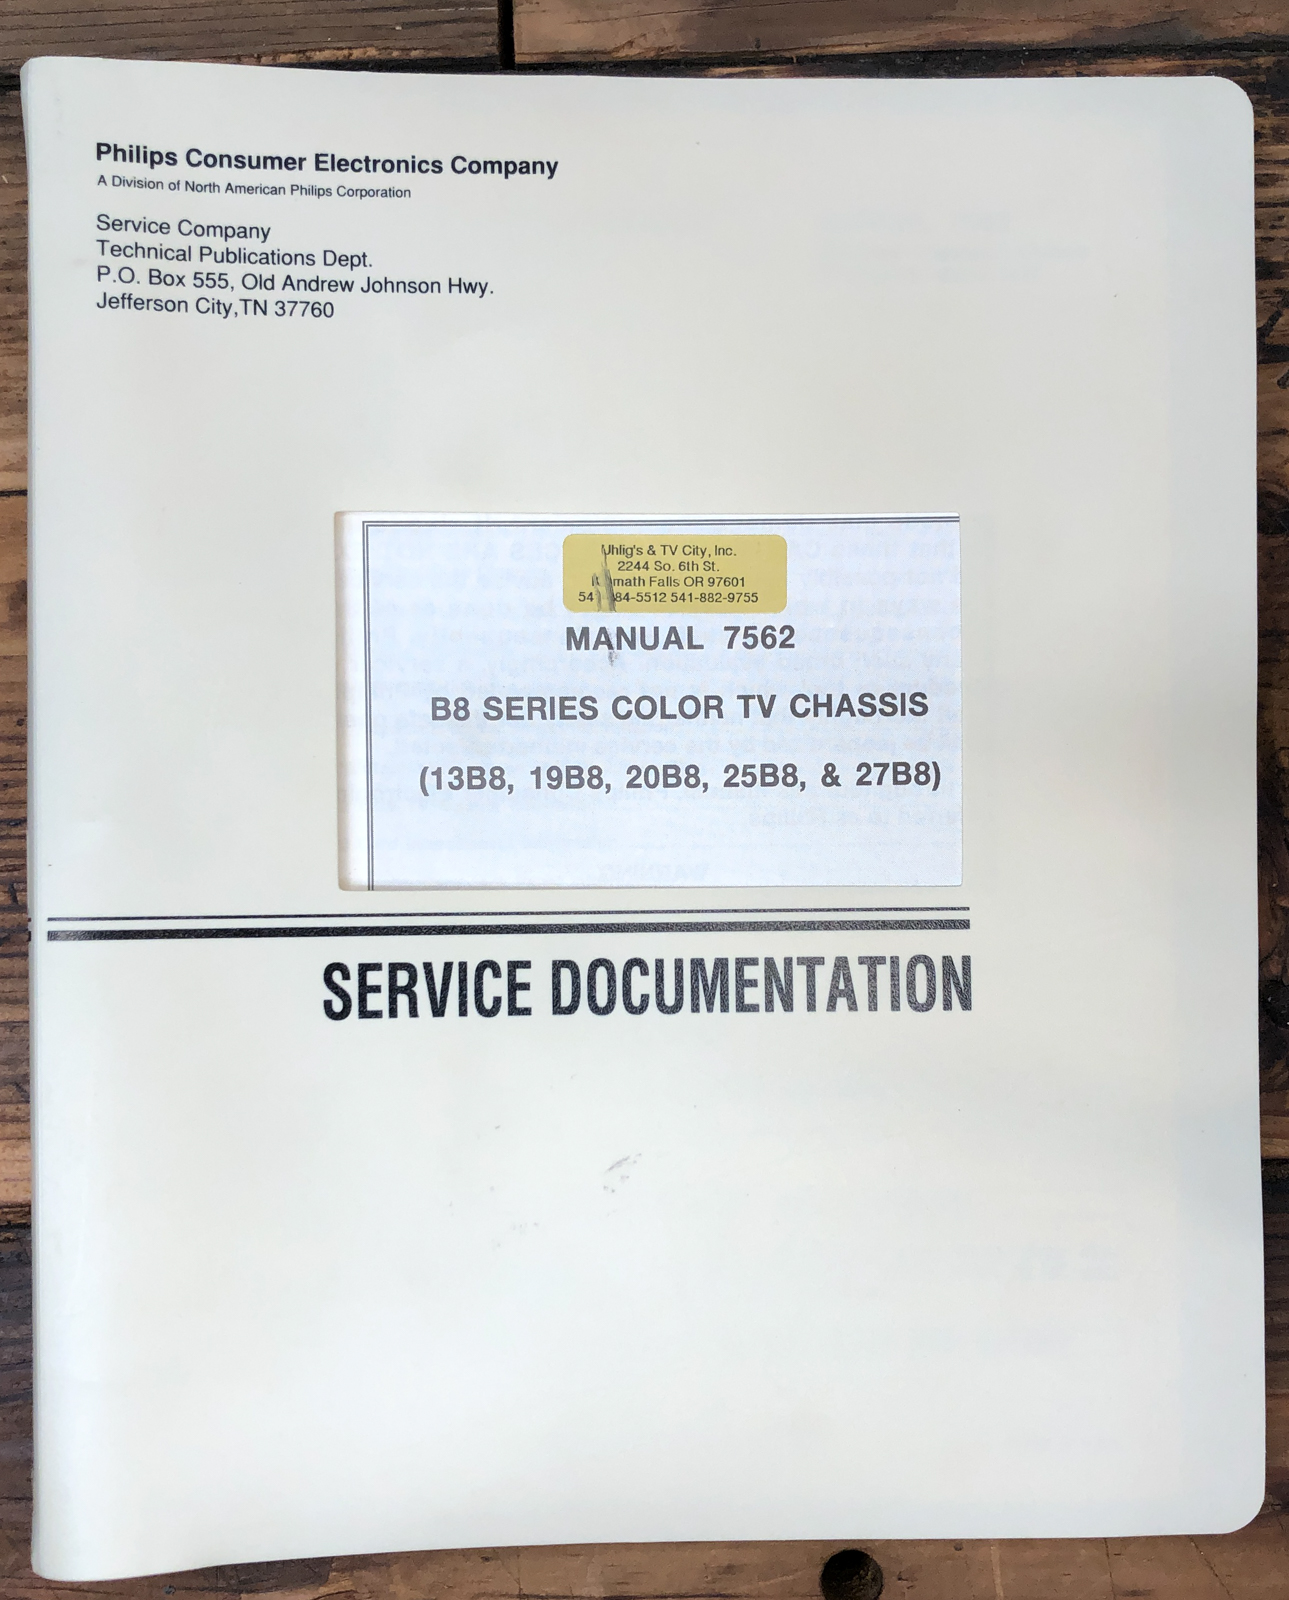 Philips Consumer Electronics Company
A Division of North American Philips Corporation
Service Company
Technical Publications Dept.
P.O. Box 555, Old Andrew Johnson Hwy.
Jefferson City,TN 37760
Uhlig's & TV City, Inc.
2244 So. 6th St.
Falls OR 97601
541-882-9755
MANUAL 7562
B8 SERIES COLOR TV CHASSIS
(13B8, 19B8, 20B8, 25B8, & 27B8)
SERVICE DOCUMENTATION